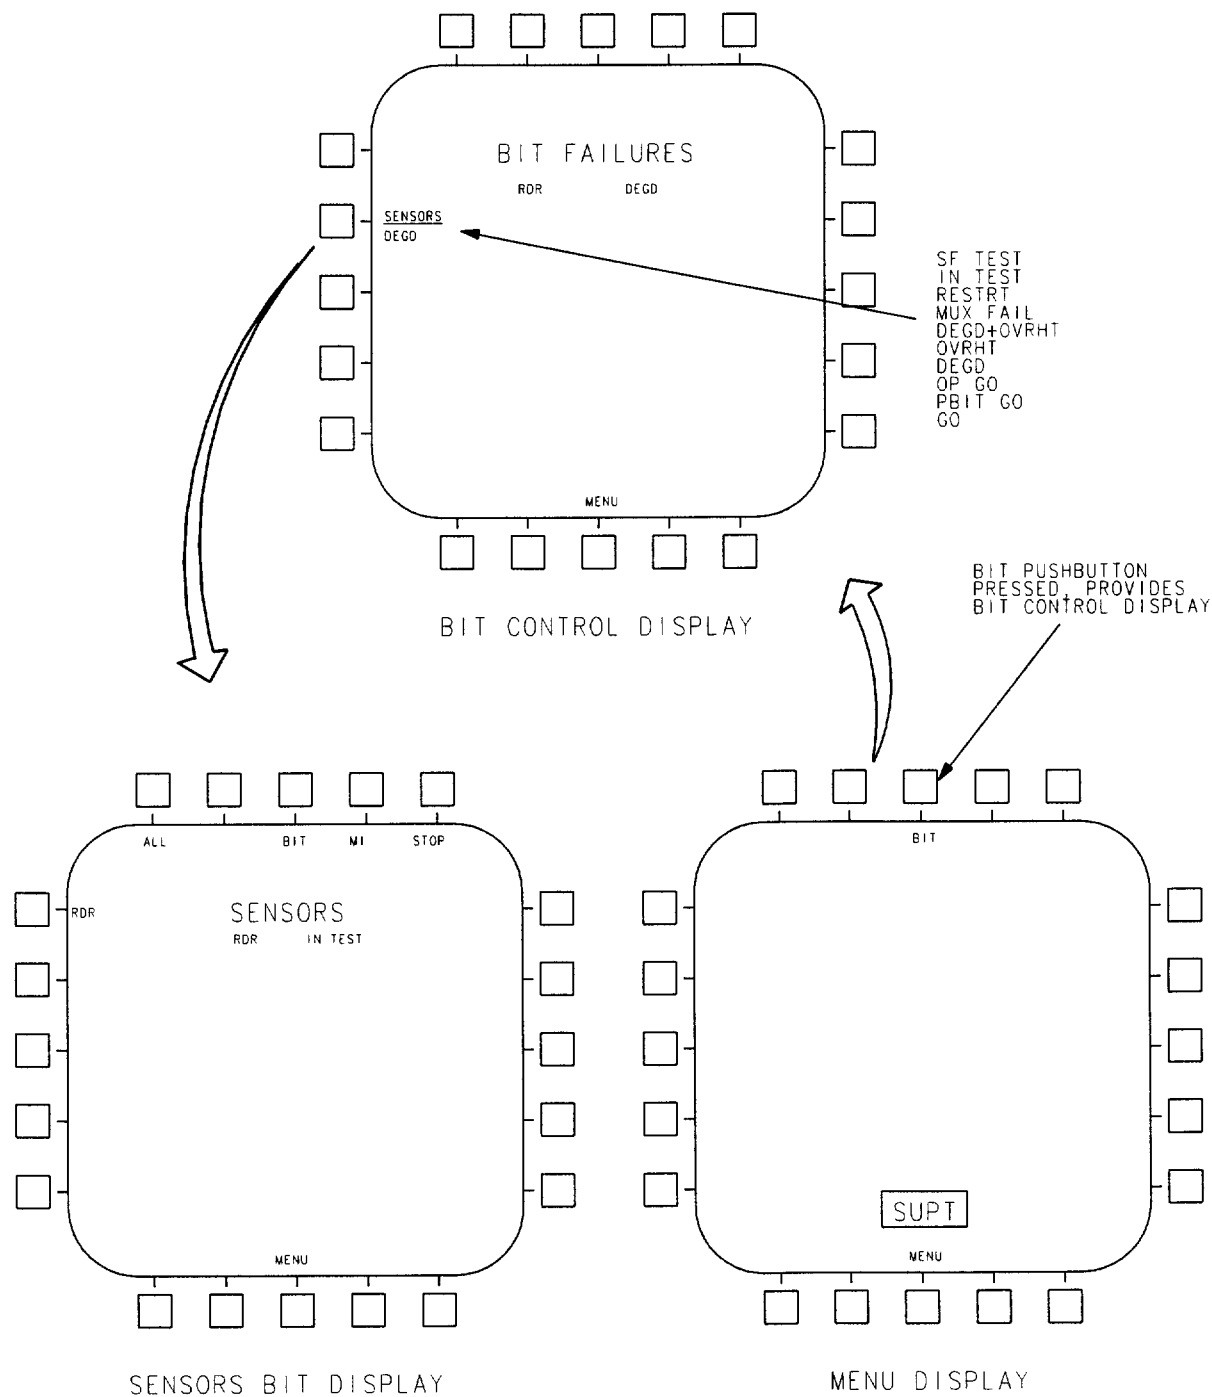 BIT FAILURES
RDR DEGD
SENSORS
DEGD
SF TEST
IN TEST
RESTRT
MUX FAIL
DEGD+OVRHT
OVRHT
DEGD
OP GO
PBIT GO
GO
MENU
BIT CONTROL DISPLAY
BIT PUSHBUTTON
PRESSED, PROVIDES
BIT CONTROL DISPLAY
ALL BIT MI STOP
RDR
SENSORS
RDR IN TEST
MENU
SENSORS BIT DISPLAY
BIT
SUPT
MENU
MENU DISPLAY